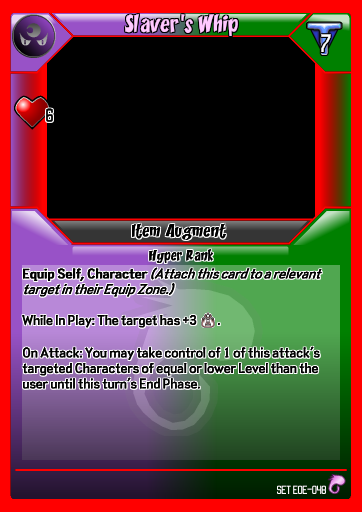 Slaver's Whip
7
6
Item Augment
Hyper Rank
Equip Self, Character (Attach this card to a relevant
target in their Equip Zone.)
While In Play: The target has +3 .
On Attack: You may take control of 1 of this attack's
targeted Characters of equal or lower Level than the
user until this turn's End Phase.
SET EOE-048